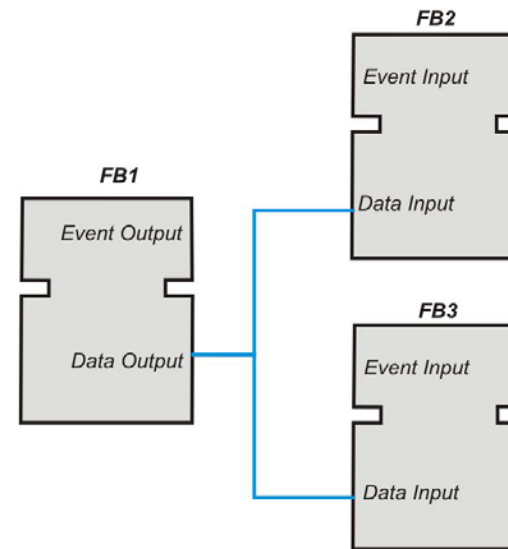 FB2
Event Input
Data Input
FB1
Event Output
Data Output
FB3
Event Input
Data Input